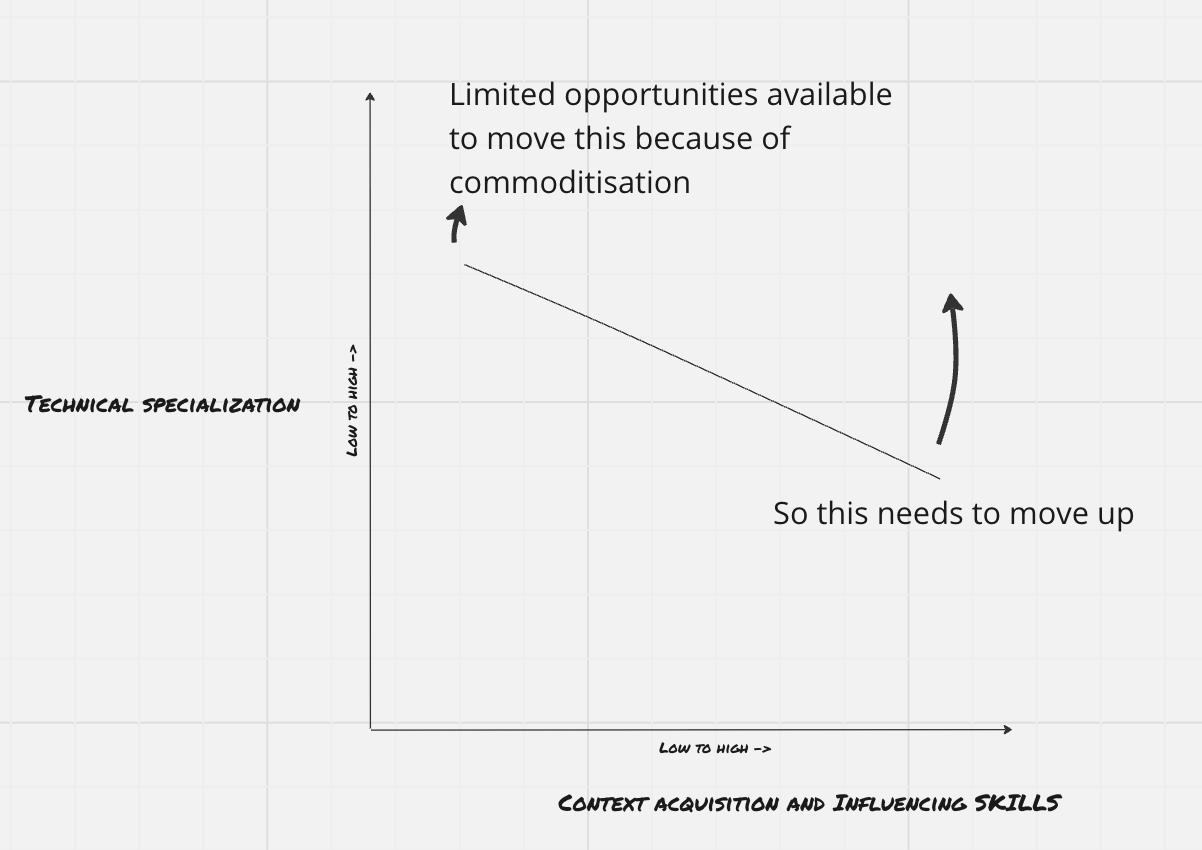 Limited opportunities available
to move this because of
commoditisation
Low to high ->
Technical specialization
So this needs to move up
Low to high ->
Context acquisition and Influencing SKILLS